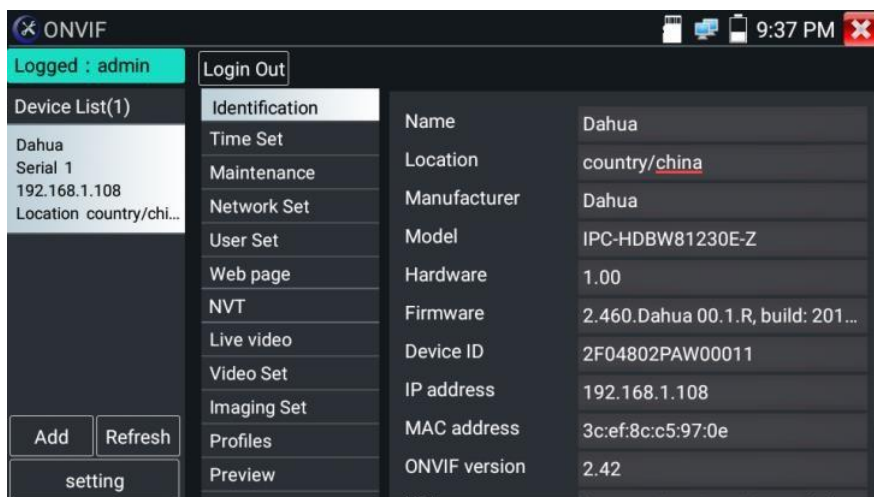 ONVIF
9:37 PM
Logged : admin
Login Out
Device List(1)
Dahua
Serial 1
192.168.1.108
Location country/chi...
Add
Refresh
setting
Identification
Time Set
Maintenance
Network Set
User Set
Web page
NVT
Live video
Video Set
Imaging Set
Profiles
Preview
Name Dahua
Location country/china
Manufacturer Dahua
Model IPC-HDBW81230E-Z
Hardware 1.00
Firmware 2.460.Dahua 00.1.R, build: 201...
Device ID 2F04802PAW00011
IP address 192.168.1.108
MAC address 3c:ef:8c:c5:97:0e
ONVIF version 2.42